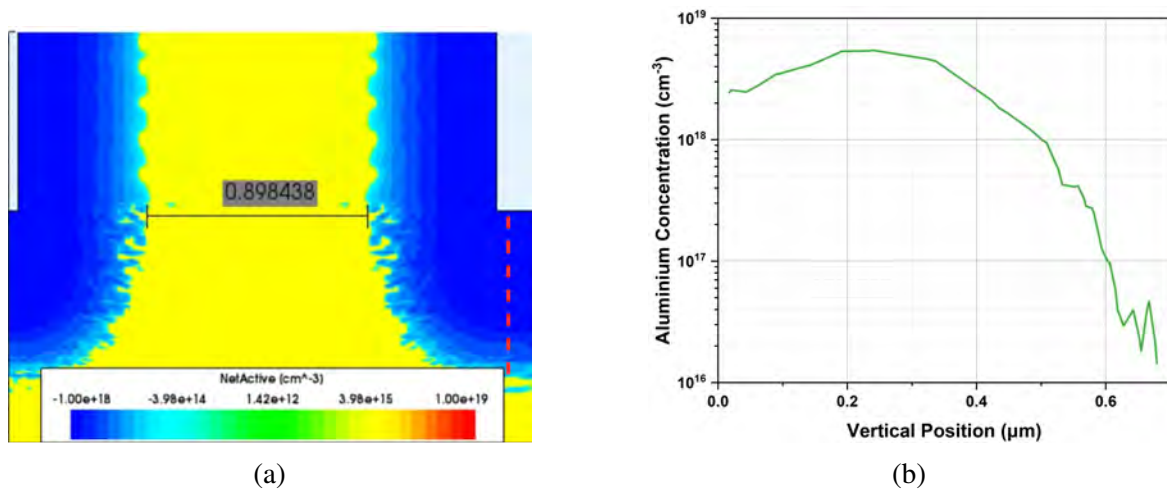 0.898438
NetActive (cm^-3)
-1.00e+18 -3.98e+14 1.42e+12 3.98e+15 1.00e+19
(a)
10^19
10^18
10^17
10^16
Aluminium Concentration (cm^-3)
0.0 0.2 0.4 0.6
Vertical Position (µm)
(b)